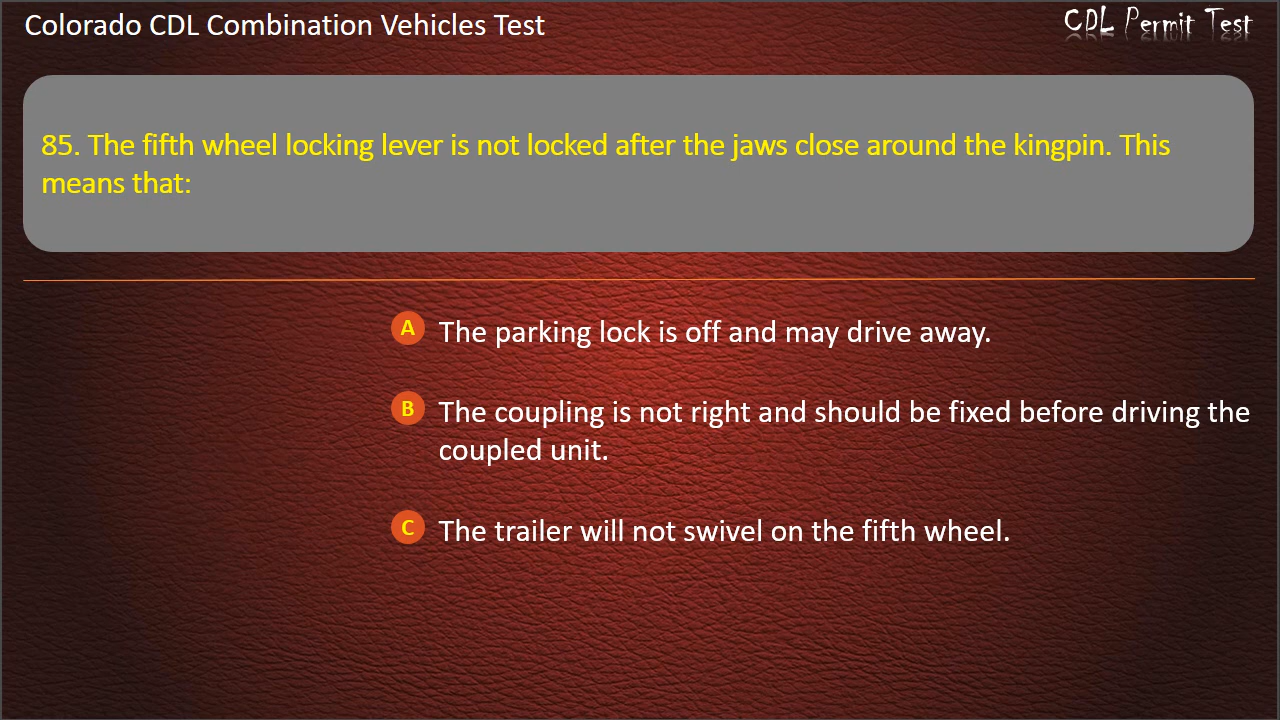 Colorado CDL Combination Vehicles Test
CDL Permit Test
85. The fifth wheel locking lever is not locked after the jaws close around the kingpin. This
means that:
A The parking lock is off and may drive away.
B The coupling is not right and should be fixed before driving the
coupled unit.
C The trailer will not swivel on the fifth wheel.